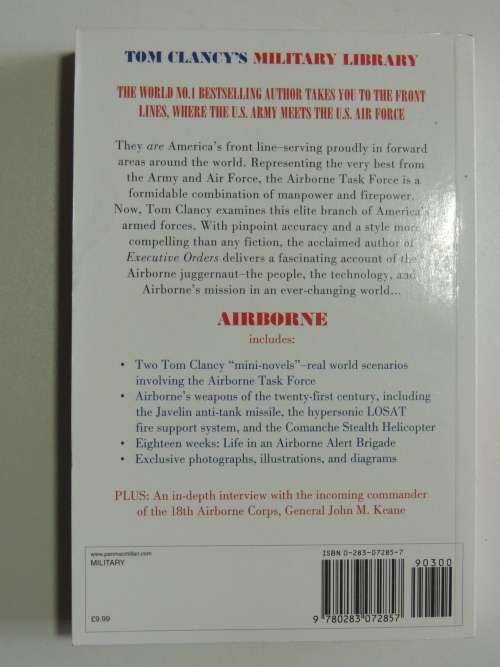 TOM CLANCY'S MILITARY LIBRARY
THE WORLD NO.1 BESTSELLING AUTHOR TAKES YOU TO THE FRONT
LINES, WHERE THE U.S. ARMY MEETS THE U.S. AIR FORCE
They are America's front line–serving proudly in forward
areas around the world. Representing the very best from
the Army and Air Force, the Airborne Task Force is a
formidable combination of manpower and firepower.
Now, Tom Clancy examines this elite branch of America's
armed forces. With pinpoint accuracy and a style more
compelling than any fiction, the acclaimed author of
Executive Orders delivers a fascinating account of the
Airborne juggernaut–the people, the technology, and
Airborne's mission in an ever-changing world...
AIRBORNE
includes:
• Two Tom Clancy “mini-novels”–real world scenarios
involving the Airborne Task Force
• Airborne's weapons of the twenty-first century, including
the Javelin anti-tank missile, the hypersonic LOSAT
fire support system, and the Comanche Stealth Helicopter
• Eighteen weeks: Life in an Airborne Alert Brigade
• Exclusive photographs, illustrations, and diagrams
PLUS: An in-depth interview with the incoming commander
of the 18th Airborne Corps, General John M. Keane
www.panmacmillan.com
MILITARY
£9.99
ISBN 0-283-07285-7
90300
9 780283 072857